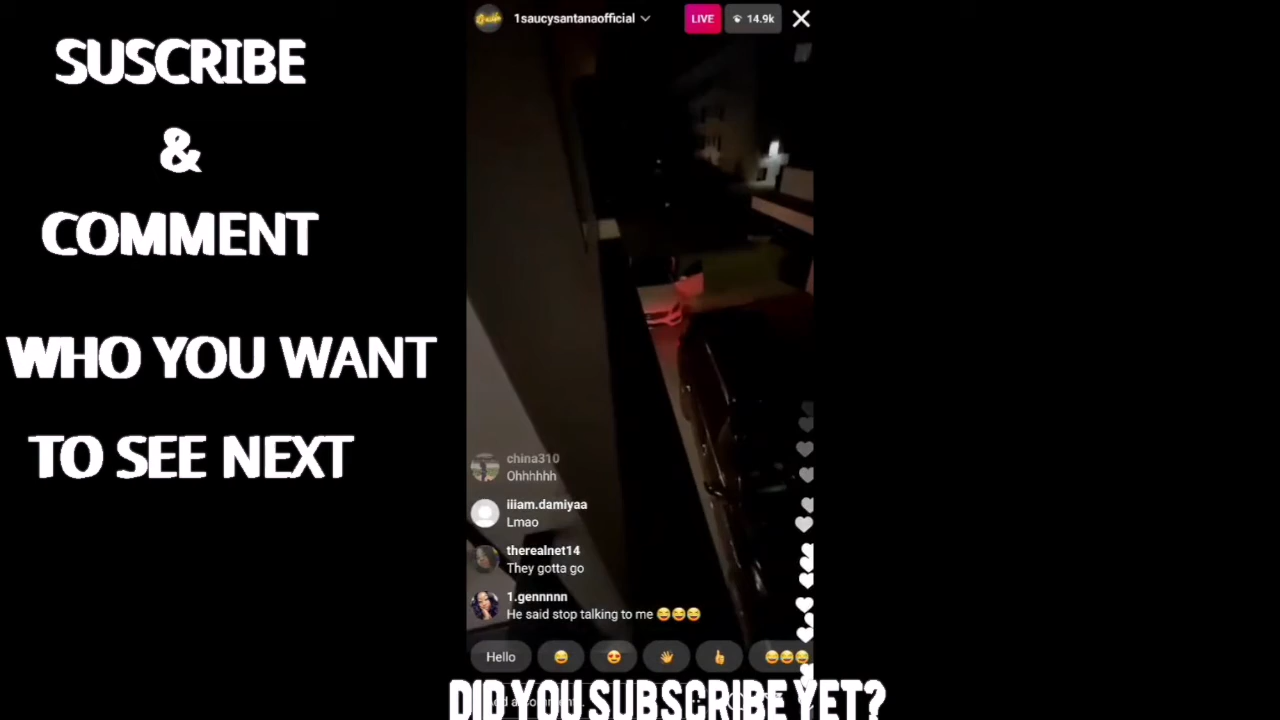 SUSCRIBE
&
COMMENT
WHO YOU WANT
TO SEE NEXT
1saucysantanaofficial
LIVE
14.9k
china310
Ohhhhhh
iiiam.damiyaa
Lmao
therealnet14
They gotta go
1.gennnnn
He said stop talking to me 😂😂😂
Hello
DID YOU SUBSCRIBE YET?